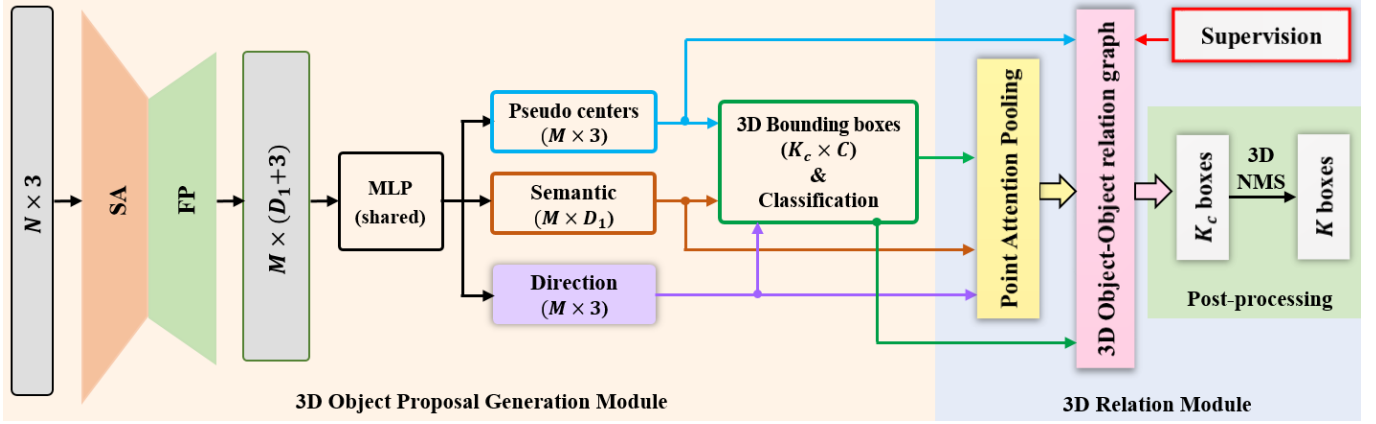 N × 3
SA
FP
M × (D₁+3)
MLP
(shared)
Pseudo centers
(M × 3)
Semantic
(M × D₁)
Direction
(M × 3)
3D Bounding boxes
(K_c × C)
&
Classification
3D Object Proposal Generation Module
Point Attention Pooling
3D Object-Object relation graph
Supervision
3D Relation Module
K_c boxes
3D
NMS
K boxes
Post-processing